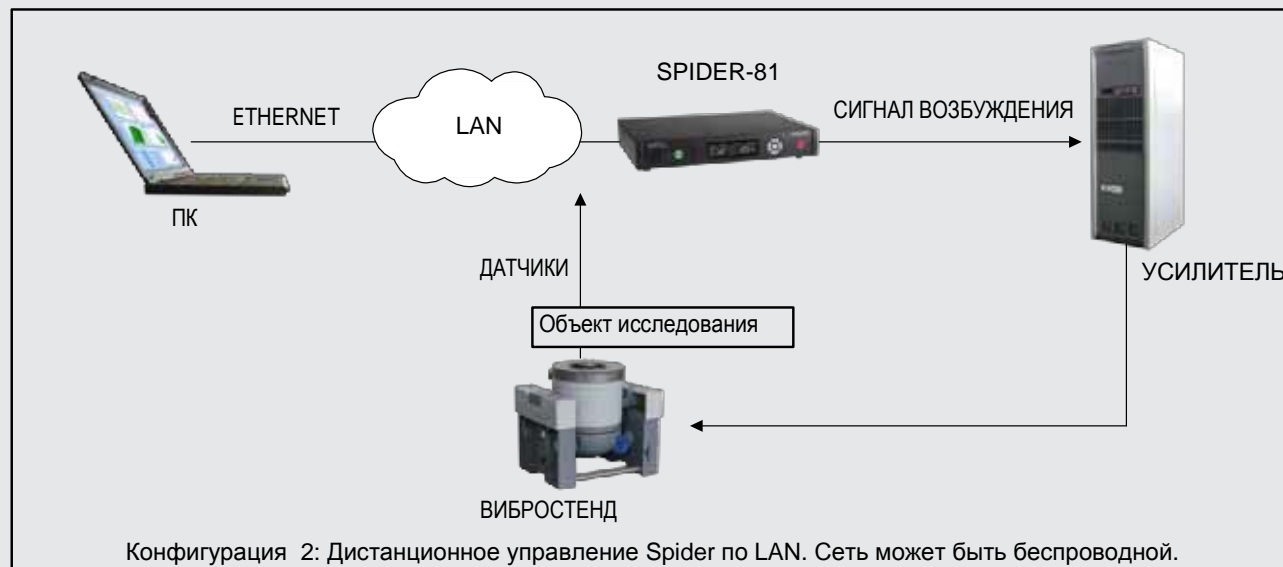 SPIDER-81
ETHERNET
LAN
СИГНАЛ ВОЗБУЖДЕНИЯ
ПК
ДАТЧИКИ
УСИЛИТЕЛЬ
Объект исследования
ВИБРОСТЕНД
Конфигурация 2: Дистанционное управление Spider по LAN. Сеть может быть беспроводной.